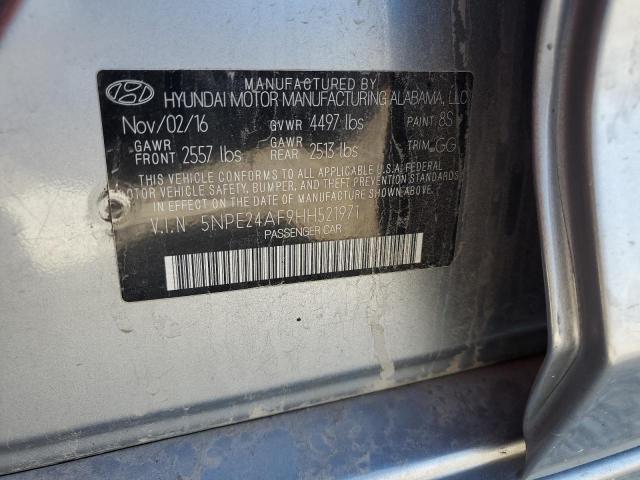 MANUFACTURED BY
HYUNDAI MOTOR MANUFACTURING ALABAMA, LLC
Nov/02/16 GVWR 4497 lbs PAINT: 8S
GAWR FRONT 2557 lbs GAWR REAR 2513 lbs TRIM: GG
THIS VEHICLE CONFORMS TO ALL APPLICABLE U.S.A. FEDERAL
MOTOR VEHICLE SAFETY, BUMPER, AND THEFT PREVENTION STANDARDS
IN EFFECT ON THE DATE OF MANUFACTURE SHOWN ABOVE.
V.I.N 5NPE24AF9HH521971
PASSENGER CAR